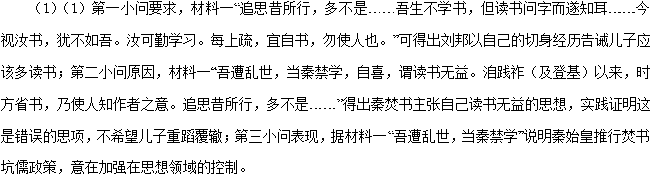 （1）（1）第一小问要求，材料一“追思昔所行，多不是……吾生不学书，但读书问字而遂知耳……今
视汝书，犹不如吾。汝可勤学习。每上疏，宜自书，勿使人也。”可得出刘邦以自己的切身经历告诫儿子应
该多读书；第二小问原因，材料一“吾遭乱世，当秦禁学，自喜，谓读书无益。洎践祚（及登基）以来，时
方省书，乃使人知作者之意。追思昔所行，多不是……”得出秦焚书主张自己读书无益的思想，实践证明这
是错误的思项，不希望儿子重蹈覆辙；第三小问表现，据材料一“吾遭乱世，当秦禁学”说明秦始皇推行焚书
坑儒政策，意在加强在思想领域的控制。